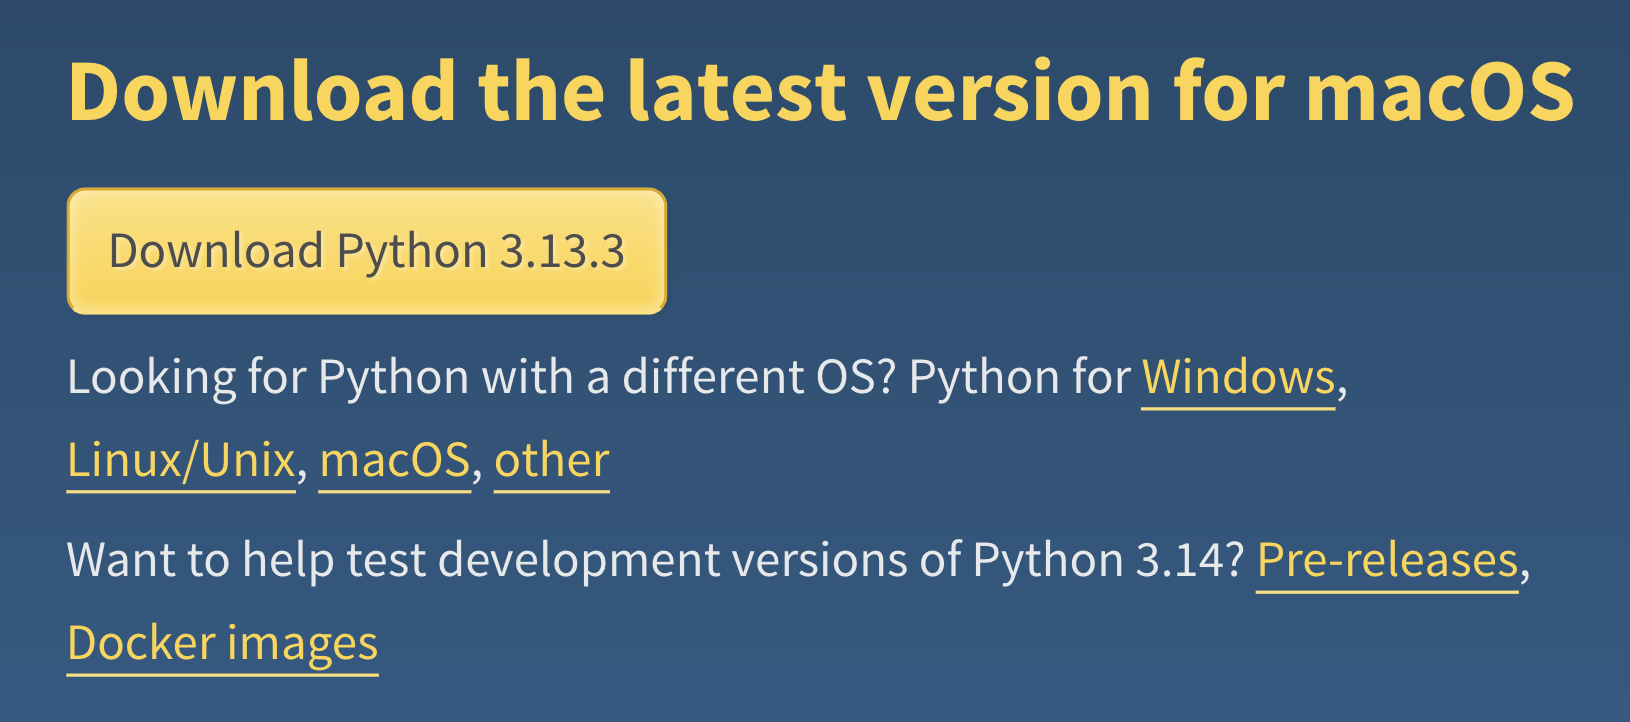 Download the latest version for macOS
Download Python 3.13.3
Looking for Python with a different OS? Python for Windows,
Linux/Unix, macOS, other
Want to help test development versions of Python 3.14? Pre-releases,
Docker images